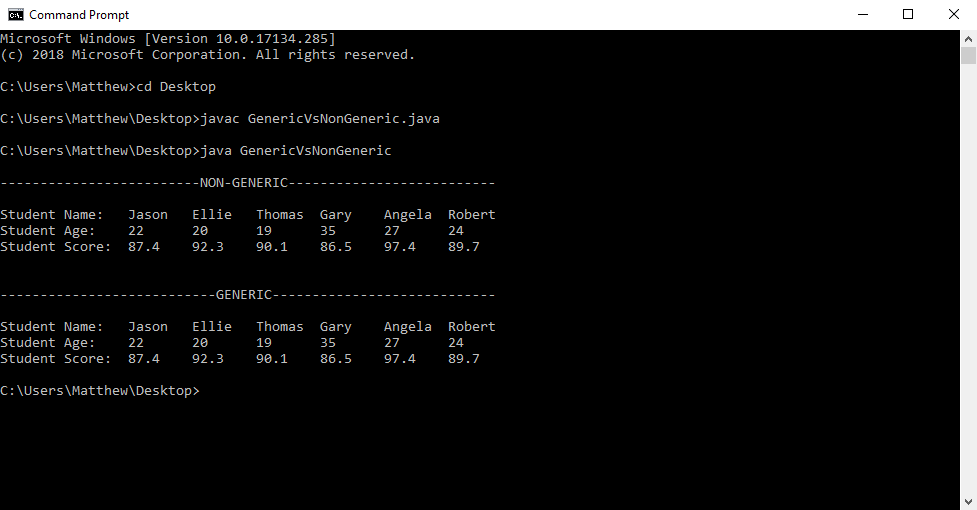 Command Prompt
Microsoft Windows [Version 10.0.17134.285]
(c) 2018 Microsoft Corporation. All rights reserved.
C:\Users\Matthew>cd Desktop
C:\Users\Matthew\Desktop>javac GenericVsNonGeneric.java
C:\Users\Matthew\Desktop>java GenericVsNonGeneric
-------------------------NON-GENERIC--------------------------
Student Name:   Jason   Ellie   Thomas  Gary    Angela  Robert
Student Age:    22      20      19      35      27      24
Student Score:  87.4    92.3    90.1    86.5    97.4    89.7
---------------------------GENERIC----------------------------
Student Name:   Jason   Ellie   Thomas  Gary    Angela  Robert
Student Age:    22      20      19      35      27      24
Student Score:  87.4    92.3    90.1    86.5    97.4    89.7
C:\Users\Matthew\Desktop>